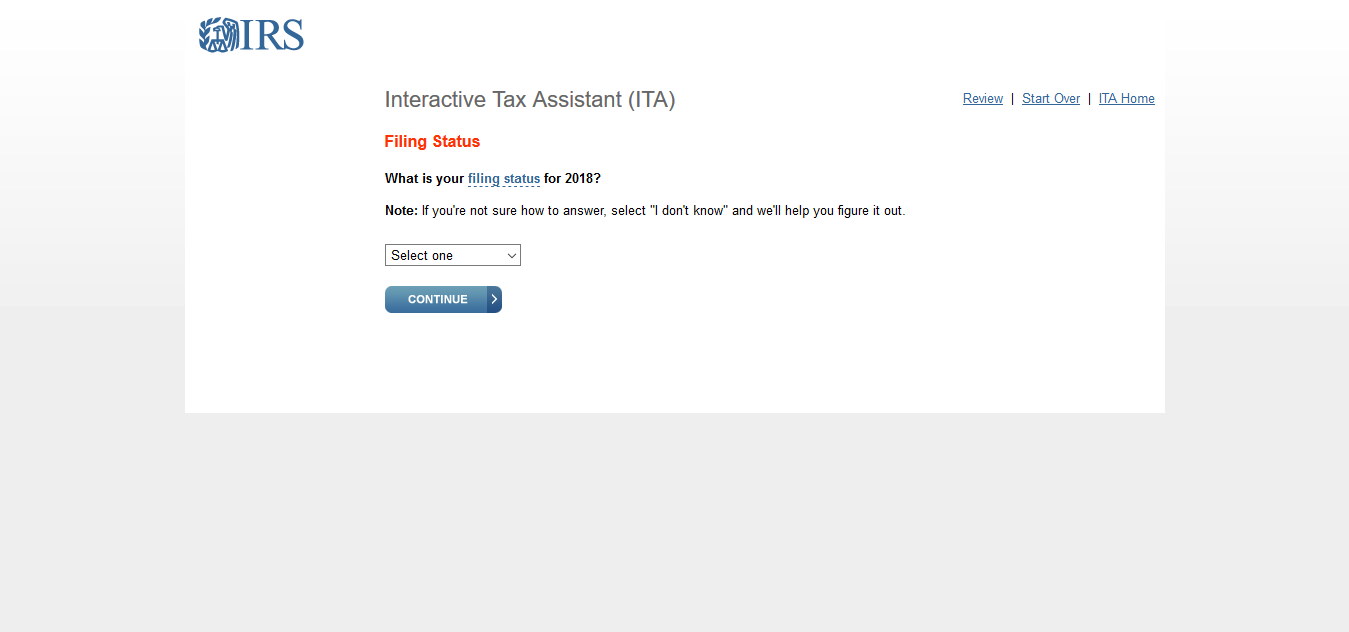 IRS
Interactive Tax Assistant (ITA)
Review | Start Over | ITA Home
Filing Status
What is your filing status for 2018?
Note: If you're not sure how to answer, select "I don't know" and we'll help you figure it out.
Select one
CONTINUE